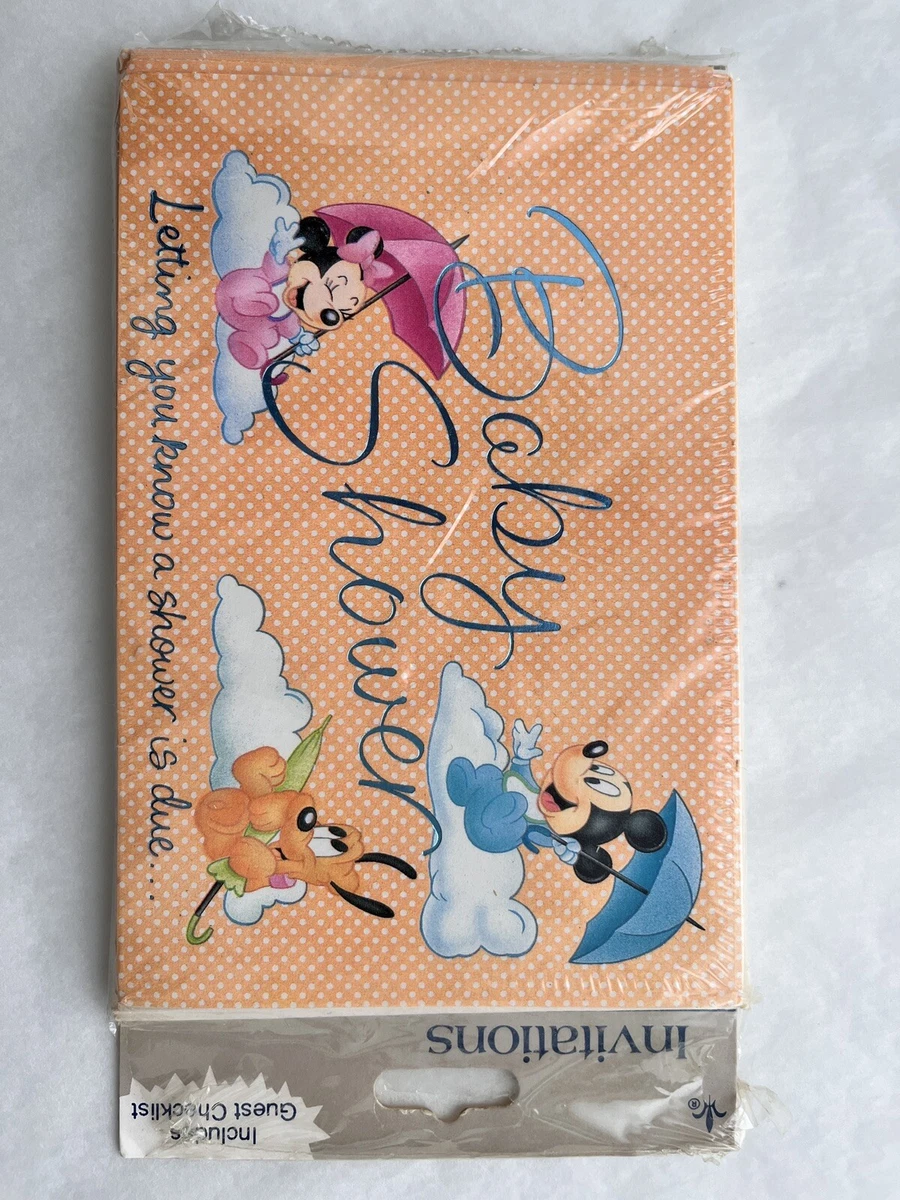 Baby
Shower
Letting you know a shower is due...
Invitations
®
Includes
Guest Checklist